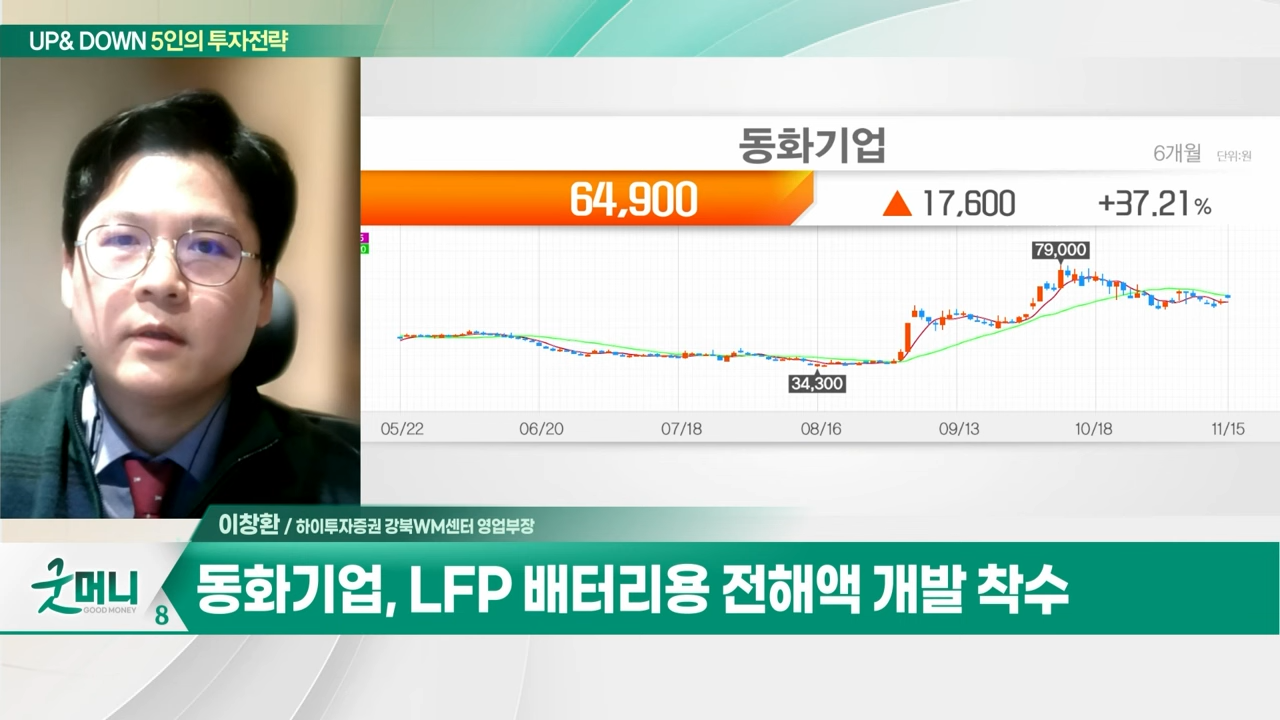 UP& DOWN 5인의 투자전략
동화기업
6개월 단위:원
64,900 ▲ 17,600 +37.21%
79,000
34,300
05/22 06/20 07/18 08/16 09/13 10/18 11/15
이창환 / 하이투자증권 강북WM센터 영업부장
굿머니
GOOD MONEY
8
동화기업, LFP 배터리용 전해액 개발 착수